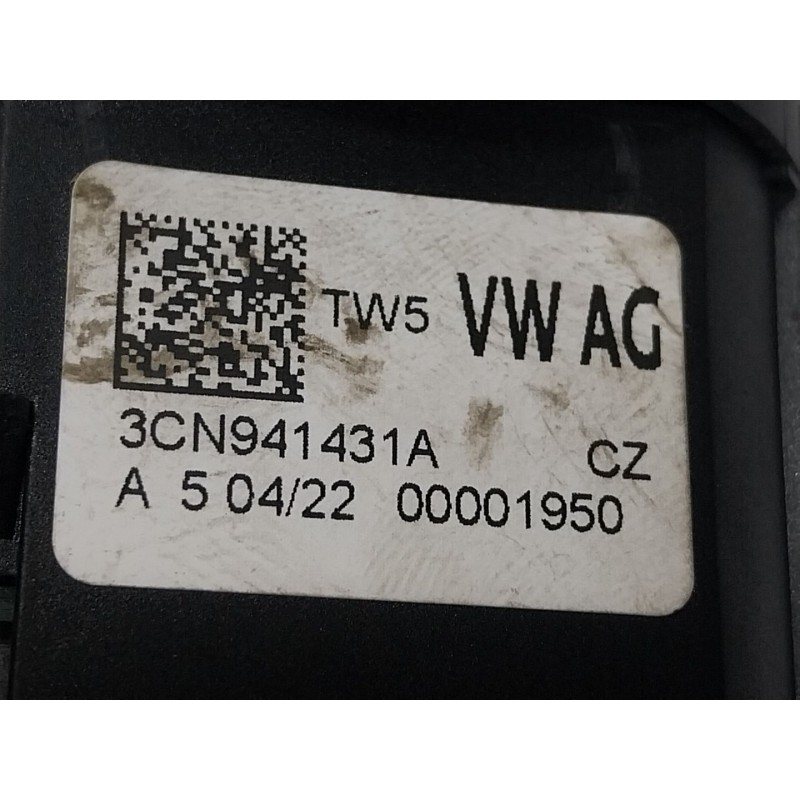 TW5 VW AG
3CN941431A CZ
A 5 04/22 00001950